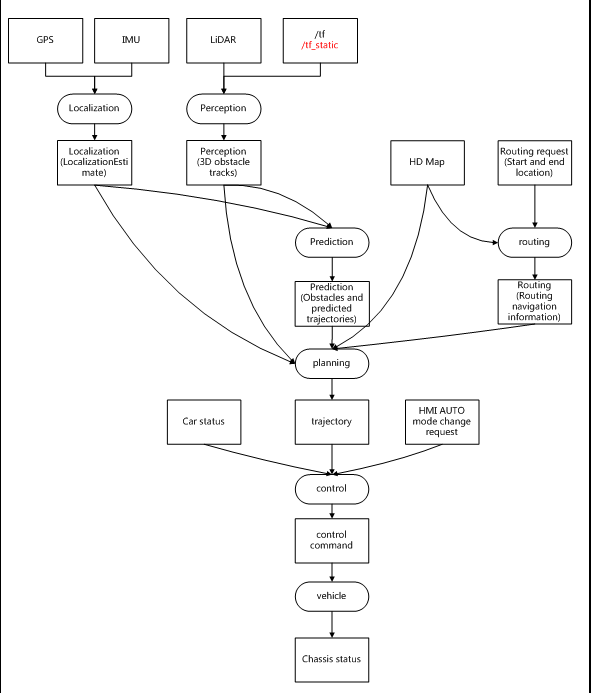 GPS
IMU
LiDAR
/tf
/tf_static
Localization
Perception
Localization
(LocalizationEsti
mate)
Perception
(3D obstacle
tracks)
HD Map
Routing request
(Start and end
location)
Prediction
routing
Prediction
(Obstacles and
predicted
trajectories)
Routing
(Routing
navigation
information)
planning
Car status
trajectory
HMI AUTO
mode change
request
control
control
command
vehicle
Chassis status